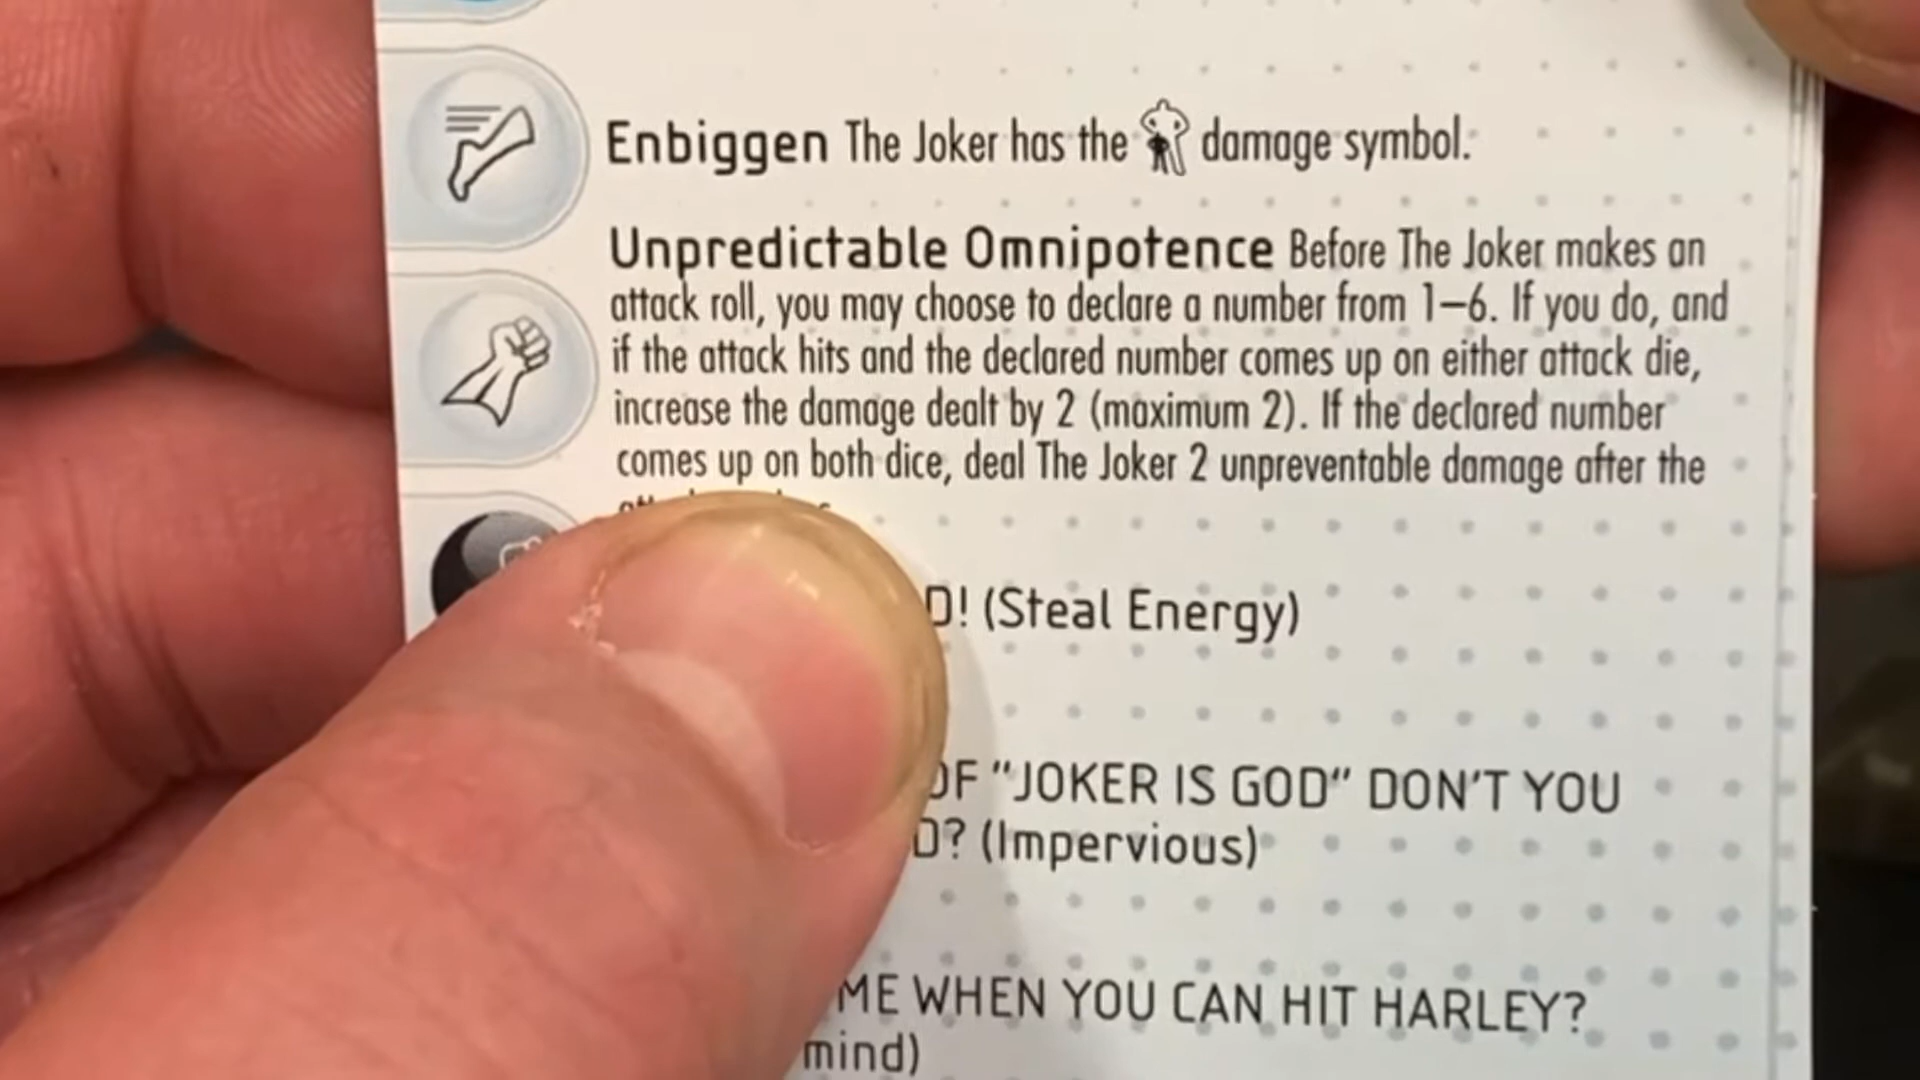 Enbiggen The Joker has the damage symbol.
Unpredictable Omnipotence Before The Joker makes an
attack roll, you may choose to declare a number from 1–6. If you do, and
if the attack hits and the declared number comes up on either attack die,
increase the damage dealt by 2 (maximum 2). If the declared number
comes up on both dice, deal The Joker 2 unpreventable damage after the
D! (Steal Energy)
OF "JOKER IS GOD" DON'T YOU
D? (Impervious)
ME WHEN YOU CAN HIT HARLEY?
mind)